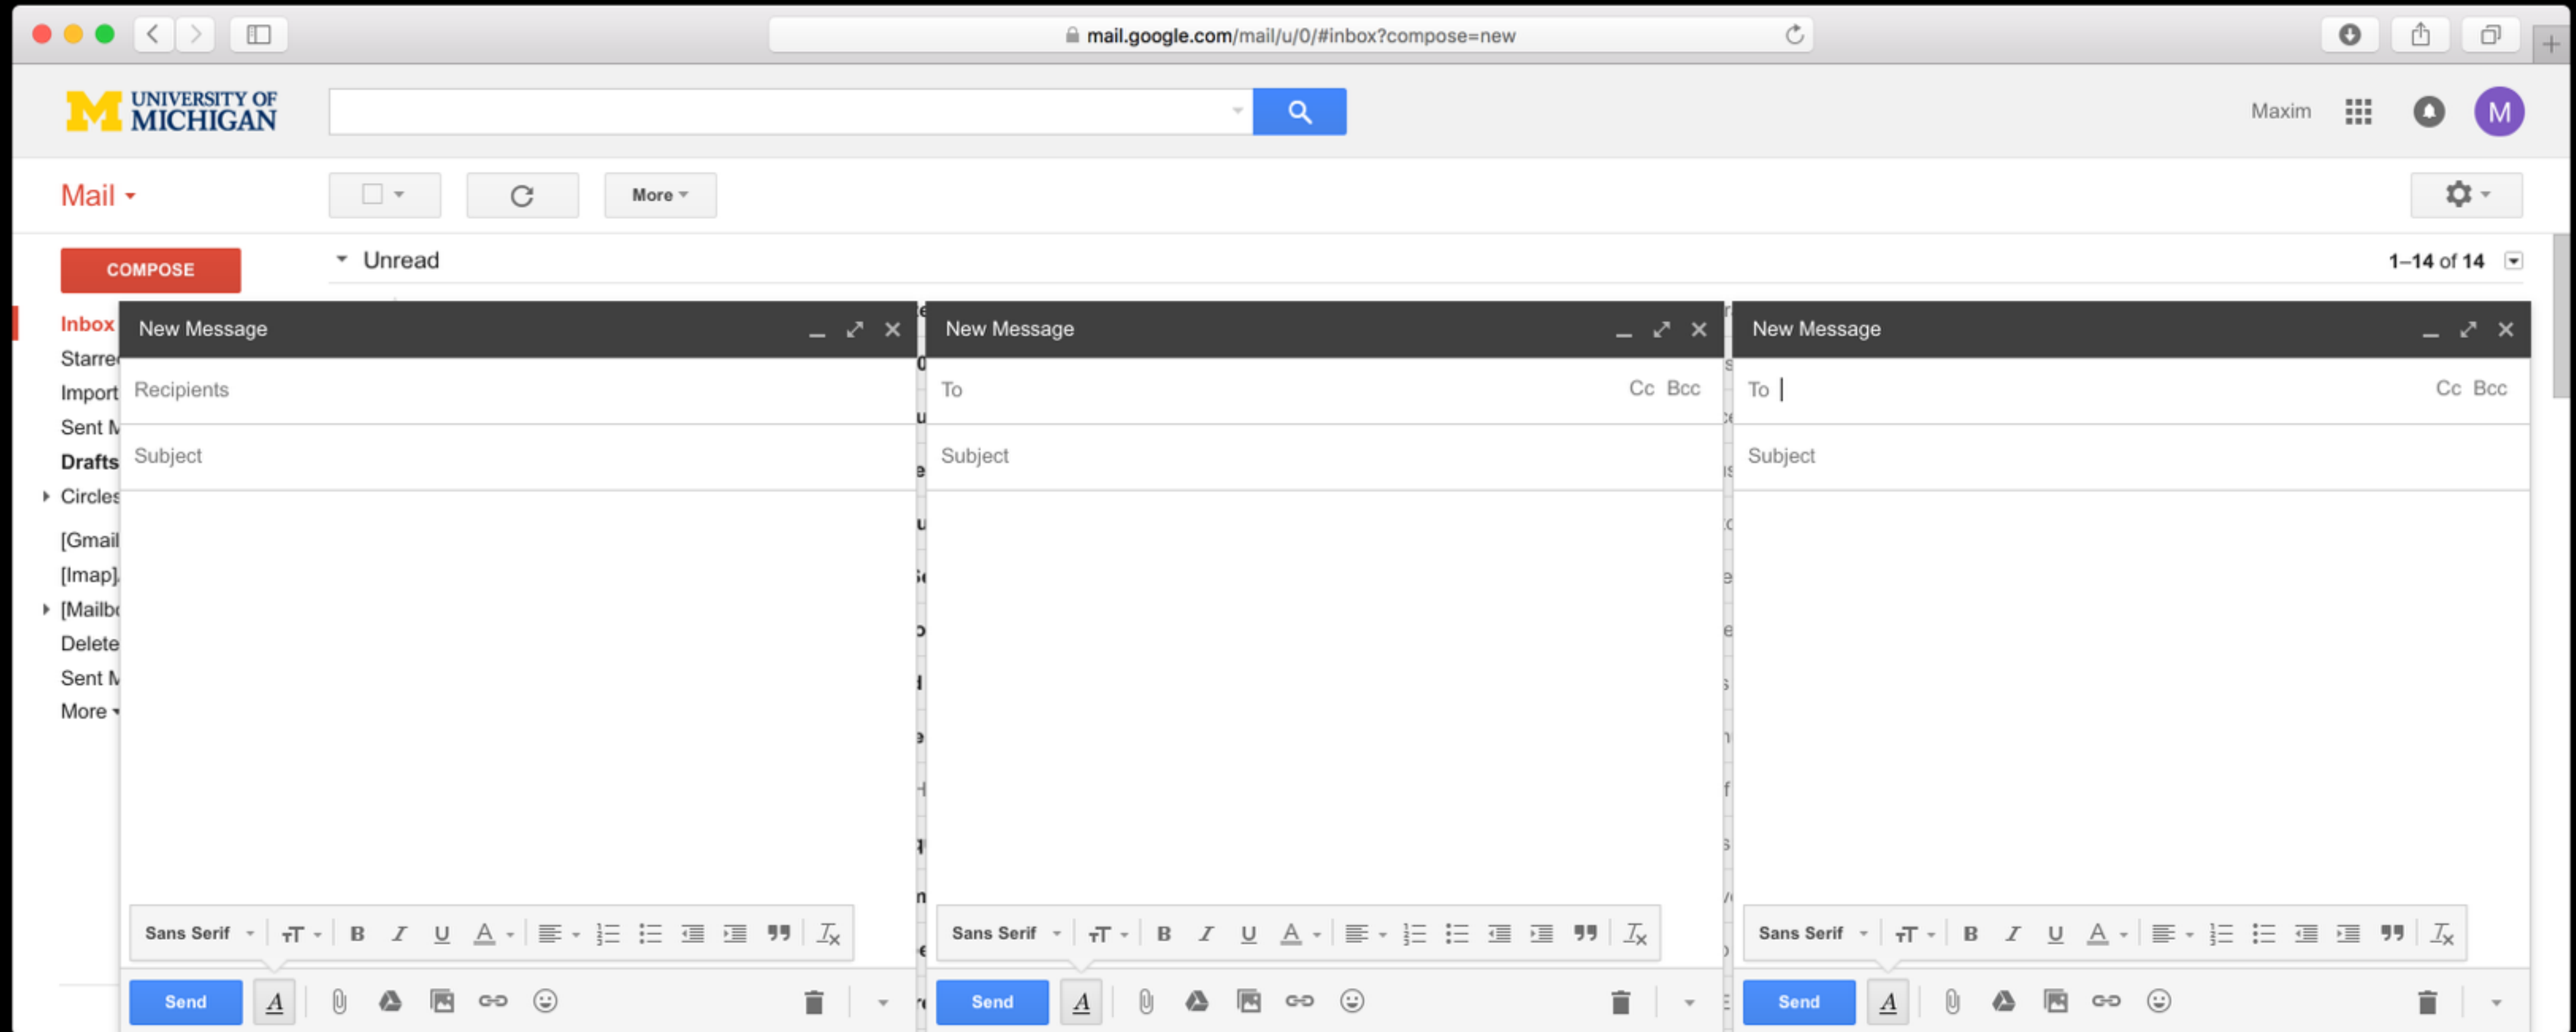 mail.google.com/mail/u/0/#inbox?compose=new
M UNIVERSITY OF
MICHIGAN
Maxim
M
Mail
More
COMPOSE
Unread
1–14 of 14
Inbox
Drafts
Circles
More
New Message
Recipients
Subject
Sans Serif
Send
New Message
To
Cc Bcc
Subject
Sans Serif
Send
New Message
To
Cc Bcc
Subject
Sans Serif
Send